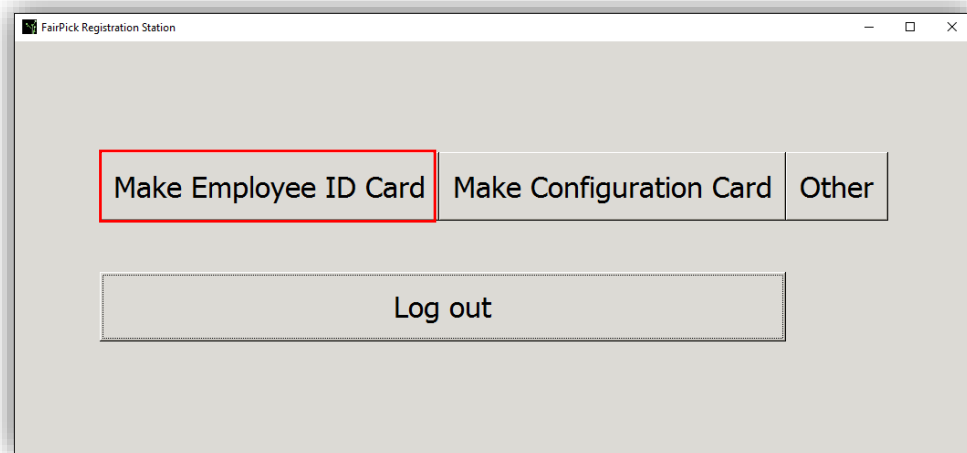 FairPick Registration Station
Make Employee ID Card Make Configuration Card Other
Log out